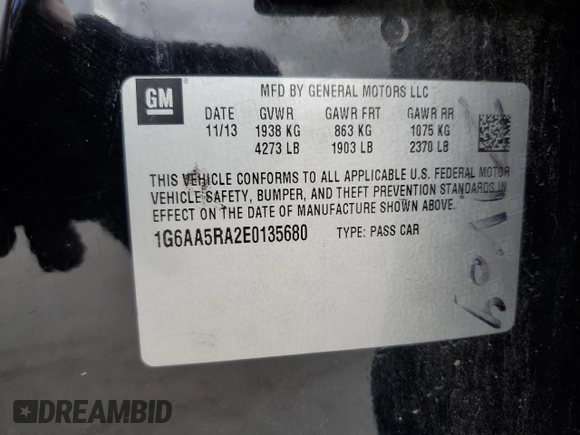 MFD BY GENERAL MOTORS LLC
GM
DATE GVWR GAWR FRT GAWR RR
11/13 1938 KG 863 KG 1075 KG
4273 LB 1903 LB 2370 LB
THIS VEHICLE CONFORMS TO ALL APPLICABLE U.S. FEDERAL MOTOR
VEHICLE SAFETY, BUMPER, AND THEFT PREVENTION STANDARDS IN
EFFECT ON THE DATE OF MANUFACTURE SHOWN ABOVE.
1G6AA5RA2E0135680 TYPE: PASS CAR
DREAMBID